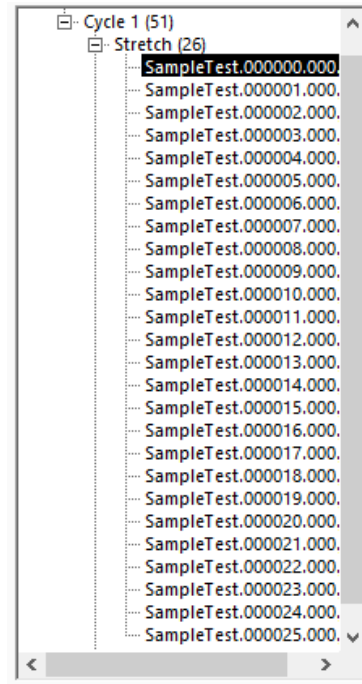 Cycle 1 (51)
Stretch (26)
SampleTest.000000.000.
SampleTest.000001.000.
SampleTest.000002.000.
SampleTest.000003.000.
SampleTest.000004.000.
SampleTest.000005.000.
SampleTest.000006.000.
SampleTest.000007.000.
SampleTest.000008.000.
SampleTest.000009.000.
SampleTest.000010.000.
SampleTest.000011.000.
SampleTest.000012.000.
SampleTest.000013.000.
SampleTest.000014.000.
SampleTest.000015.000.
SampleTest.000016.000.
SampleTest.000017.000.
SampleTest.000018.000.
SampleTest.000019.000.
SampleTest.000020.000.
SampleTest.000021.000.
SampleTest.000022.000.
SampleTest.000023.000.
SampleTest.000024.000.
SampleTest.000025.000.